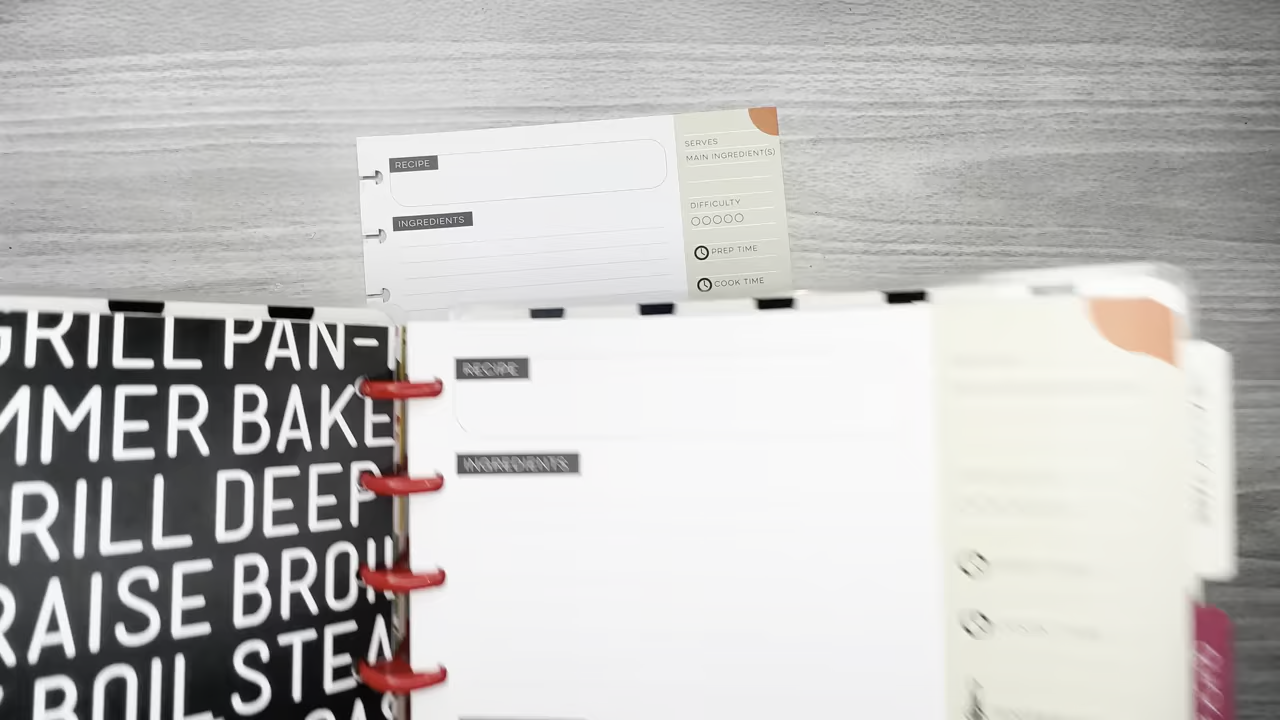 RECIPE
INGREDIENTS
SERVES
MAIN INGREDIENT(S)
DIFFICULTY
PREP TIME
COOK TIME
GRILL PAN-
MMER BAKE
RILL DEEP
RAISE BROIL
BOIL STEA
RECIPE
INGREDIENTS